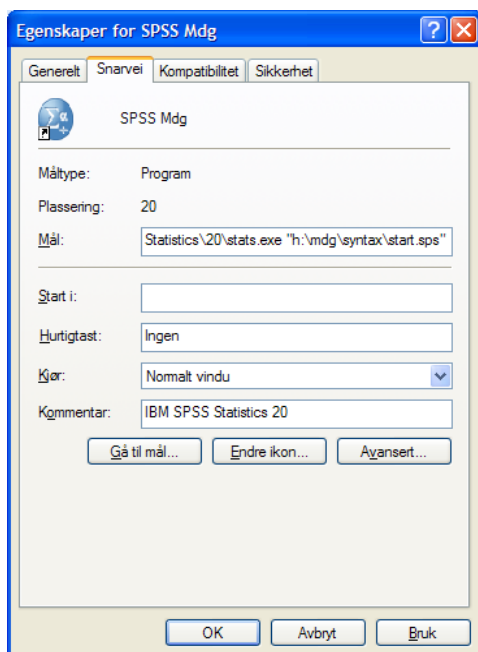 Egenskaper for SPSS Mdg
Generelt Snarvei Kompatibilitet Sikkerhet
SPSS Mdg
Måltype: Program
Plassering: 20
Mål: Statistics\20\stats.exe "h:\mdg\syntax\start.sps"
Start i:
Hurtigtast: Ingen
Kjør: Normalt vindu
Kommentar: IBM SPSS Statistics 20
Gå til mål... Endre ikon... Avansert...
OK Avbryt Bruk